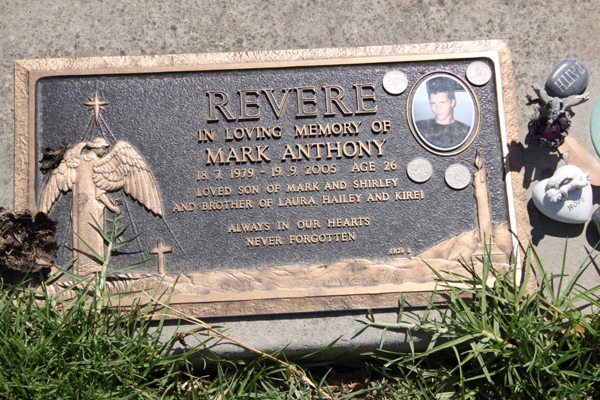 REVERE
IN LOVING MEMORY OF
MARK ANTHONY
18. 7. 1979 - 19. 9. 2005 AGE 26
LOVED SON OF MARK AND SHIRLEY
AND BROTHER OF LAURA, HAILEY AND KIREI
ALWAYS IN OUR HEARTS
NEVER FORGOTTEN
HOPE